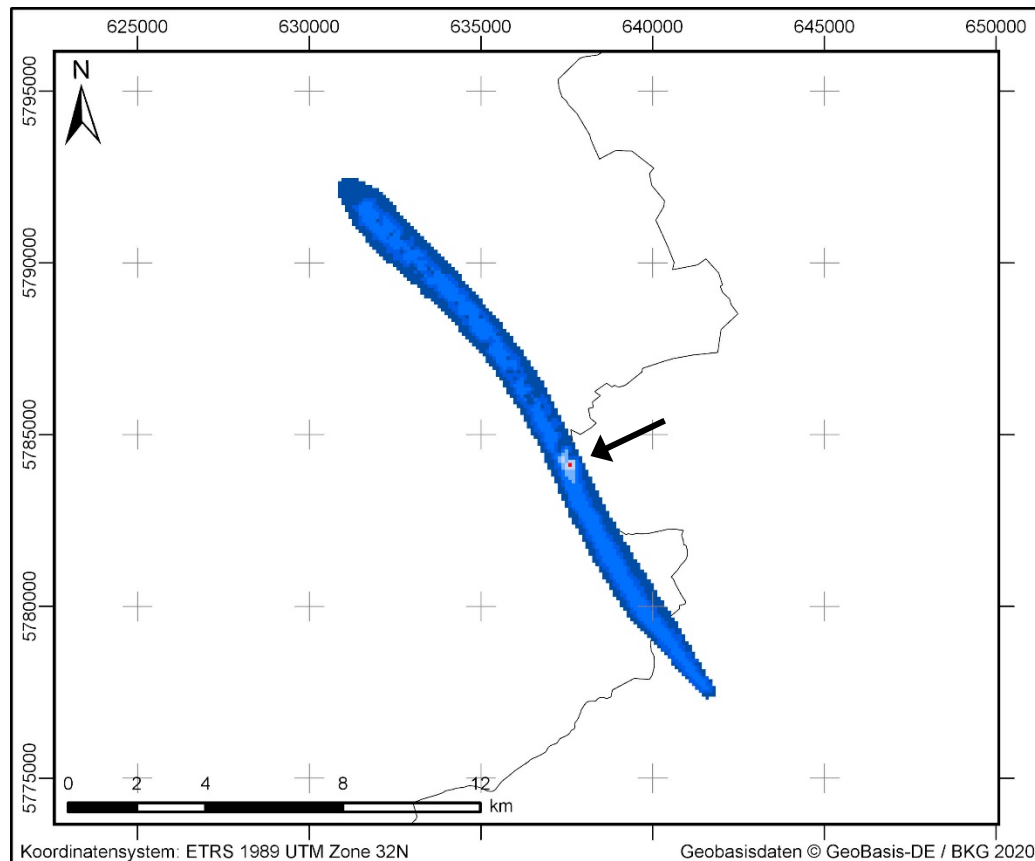 625000 630000 635000 640000 645000 650000
N
5795000
5790000
5785000
5780000
5775000
0 2 4 8 12
km
Koordinatensystem: ETRS 1989 UTM Zone 32N
Geobasisdaten © GeoBasis-DE / BKG 2020